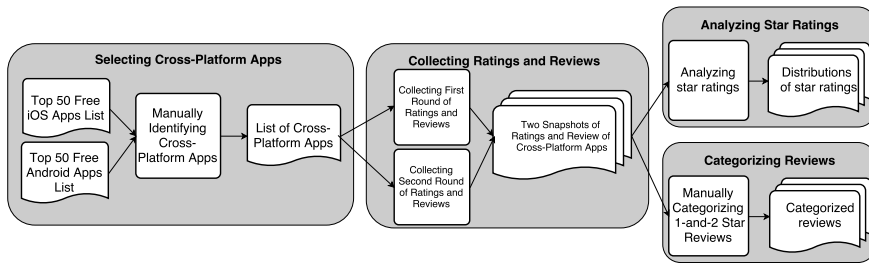 Selecting Cross-Platform Apps
Top 50 Free
iOS Apps List
Top 50 Free
Android Apps
List
Manually
Identifying
Cross-
Platform Apps
List of Cross-
Platform Apps
Collecting Ratings and Reviews
Collecting First
Round of
Ratings and
Reviews
Collecting
Second Round
of Ratings and
Reviews
Two Snapshots of
Ratings and Review of
Cross-Platform Apps
Analyzing Star Ratings
Analyzing
star ratings
Distributions
of star ratings
Categorizing Reviews
Manually
Categorizing
1-and-2 Star
Reviews
Categorized
reviews